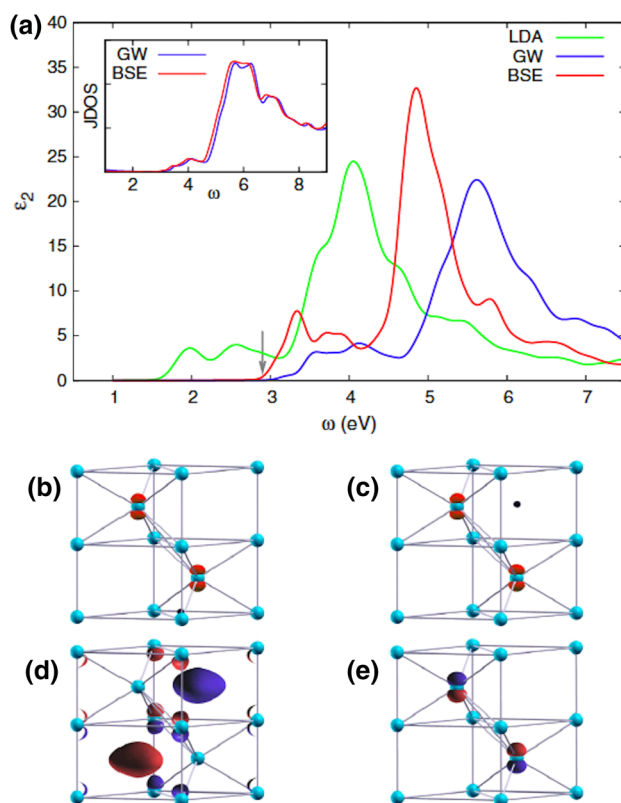 (a)
40
35
30
25
20
15
10
5
0
ε2
1 2 3 4 5 6 7
ω (eV)
LDA
GW
BSE
GW
BSE
JDOS
2 4 6 8
ω
(b)
(c)
(d)
(e)